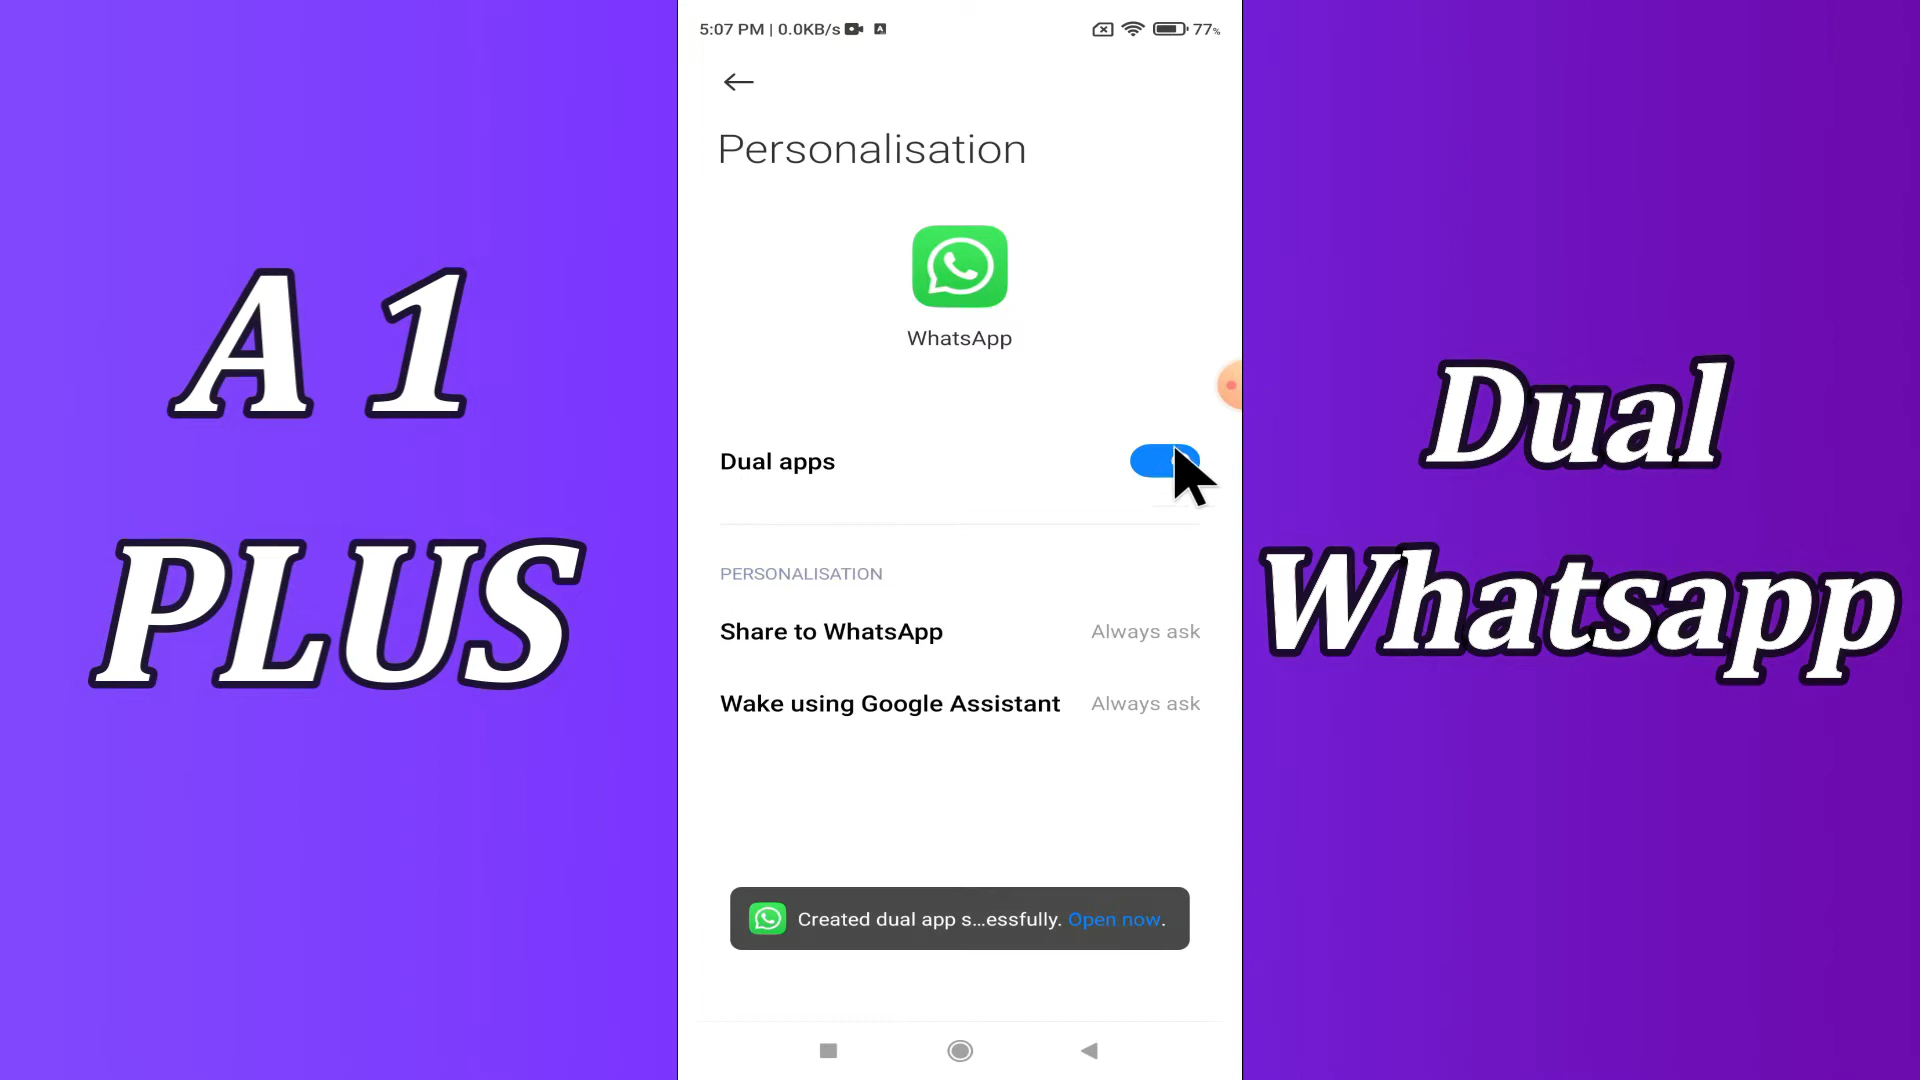 5:07 PM | 0.0KB/s
77%
Personalisation
WhatsApp
Dual apps
PERSONALISATION
Share to WhatsApp Always ask
Wake using Google Assistant Always ask
Created dual app s...essfully. Open now.
A 1
PLUS
Dual
Whatsapp